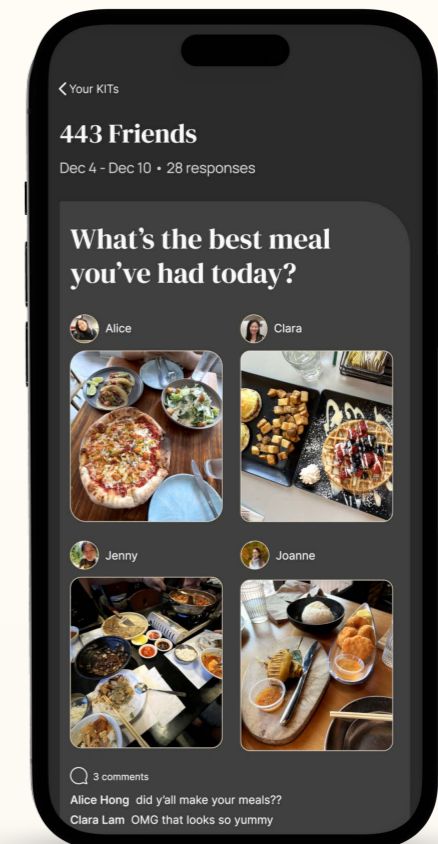 Your KITs
443 Friends
Dec 4 - Dec 10 • 28 responses
What's the best meal
you've had today?
Alice
Clara
Jenny
Joanne
3 comments
Alice Hong did y'all make your meals??
Clara Lam OMG that looks so yummy